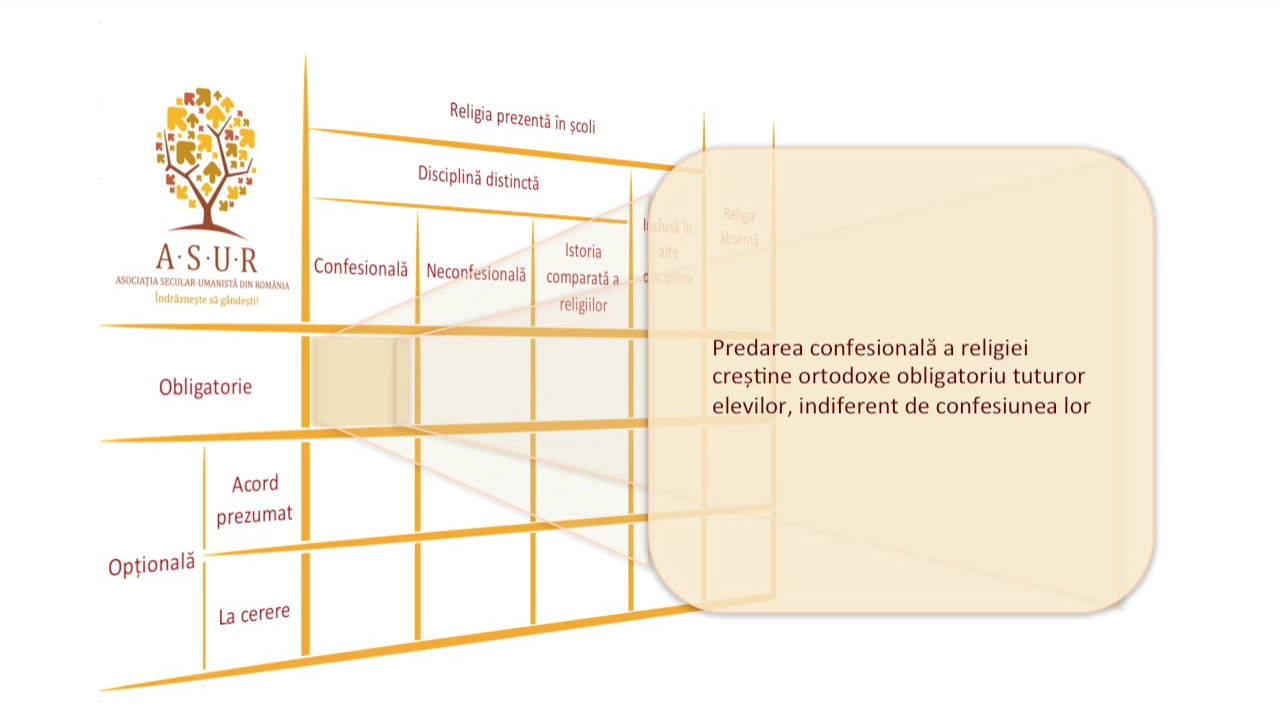 A·S·U·R
ASOCIAȚIA SECULAR-UMANISTĂ DIN ROMÂNIA
Îndrăznește să gândești!
Religia prezentă în școli
Disciplină distinctă
Confesională
Neconfesională
Istoria
comparată a
religiilor
Inclusă în
alte
discipline
Religia
absentă
Obligatorie
Opțională
Acord
prezumat
La cerere
Predarea confesională a religiei
creștine ortodoxe obligatoriu tuturor
elevilor, indiferent de confesiunea lor